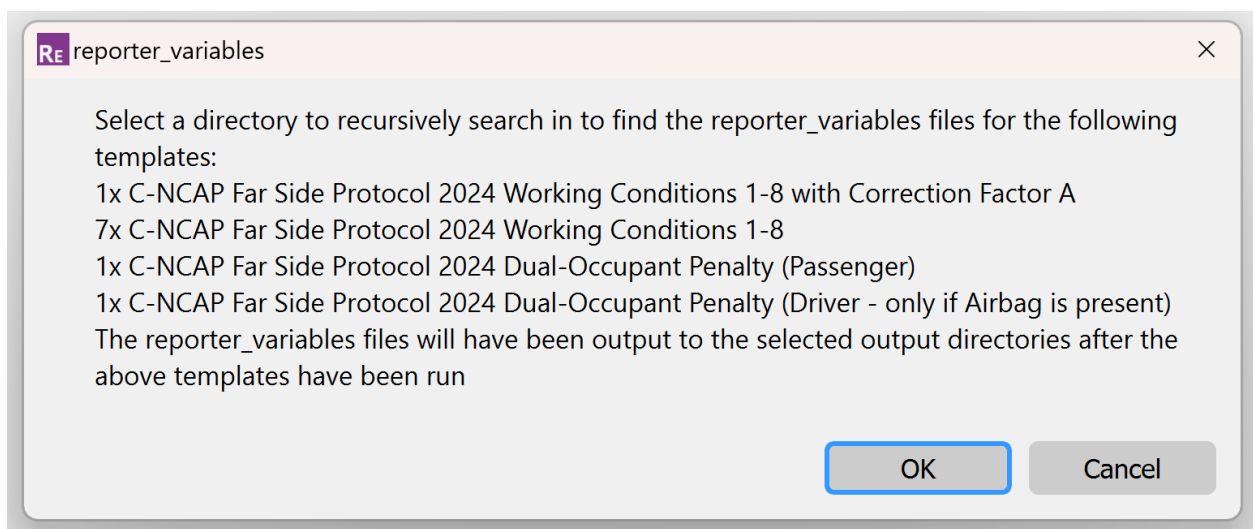 RE reporter_variables
Select a directory to recursively search in to find the reporter_variables files for the following
templates:
1x C-NCAP Far Side Protocol 2024 Working Conditions 1-8 with Correction Factor A
7x C-NCAP Far Side Protocol 2024 Working Conditions 1-8
1x C-NCAP Far Side Protocol 2024 Dual-Occupant Penalty (Passenger)
1x C-NCAP Far Side Protocol 2024 Dual-Occupant Penalty (Driver - only if Airbag is present)
The reporter_variables files will have been output to the selected output directories after the
above templates have been run
OK Cancel